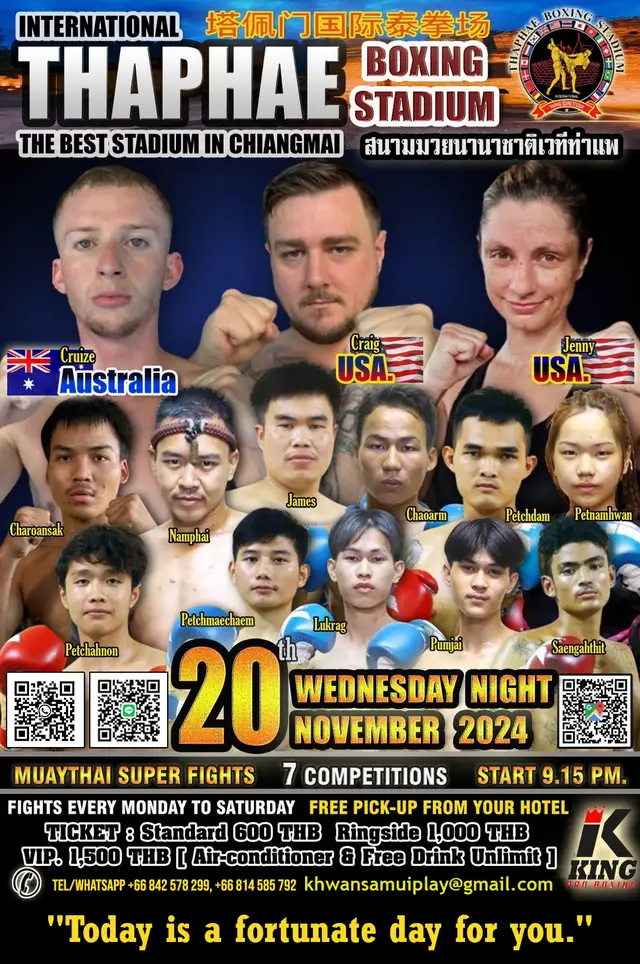 INTERNATIONAL
塔佩门国际泰拳场
THAPHAE
BOXING
STADIUM
THAPHAE BOXING STADIUM
INTERNATIONAL
THE BEST STADIUM IN CHIANGMAI
สนามมวยนานาชาติเวทีท่าแพ
Cruize
Australia
Craig
USA.
Jenny
USA.
Charoansak
Namphai
James
Chaoarm
Petchdam
Petnamhwan
Petchahnon
Petchmaechaem
Lukrag
Pumjai
Saengahthit
20th
WEDNESDAY NIGHT
NOVEMBER 2024
MUAYTHAI SUPER FIGHTS
7 COMPETITIONS
START 9.15 PM.
FIGHTS EVERY MONDAY TO SATURDAY FREE PICK-UP FROM YOUR HOTEL
TICKET : Standard 600 THB Ringside 1,000 THB
VIP. 1,500 THB [ Air-conditioner & Free Drink Unlimit ]
TEL/WHATSAPP +66 842 578 299, +66 814 585 792 khwansamuiplay@gmail.com
K
KING
PRO BOXING
"Today is a fortunate day for you."